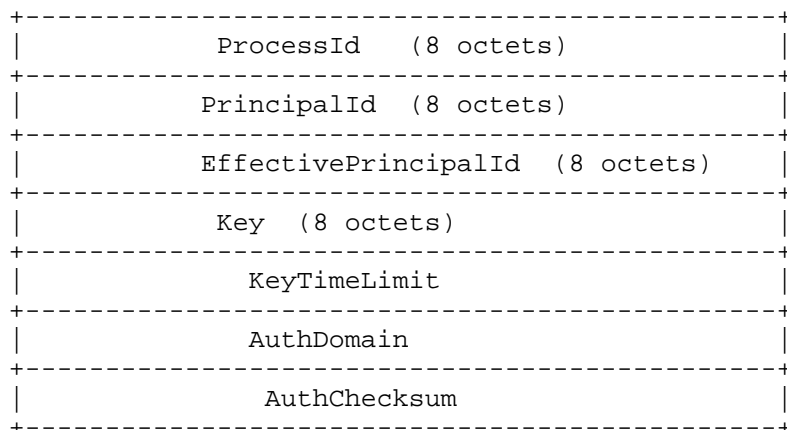 ProcessId (8 octets)
PrincipalId (8 octets)
EffectivePrincipalId (8 octets)
Key (8 octets)
KeyTimeLimit
AuthDomain
AuthChecksum